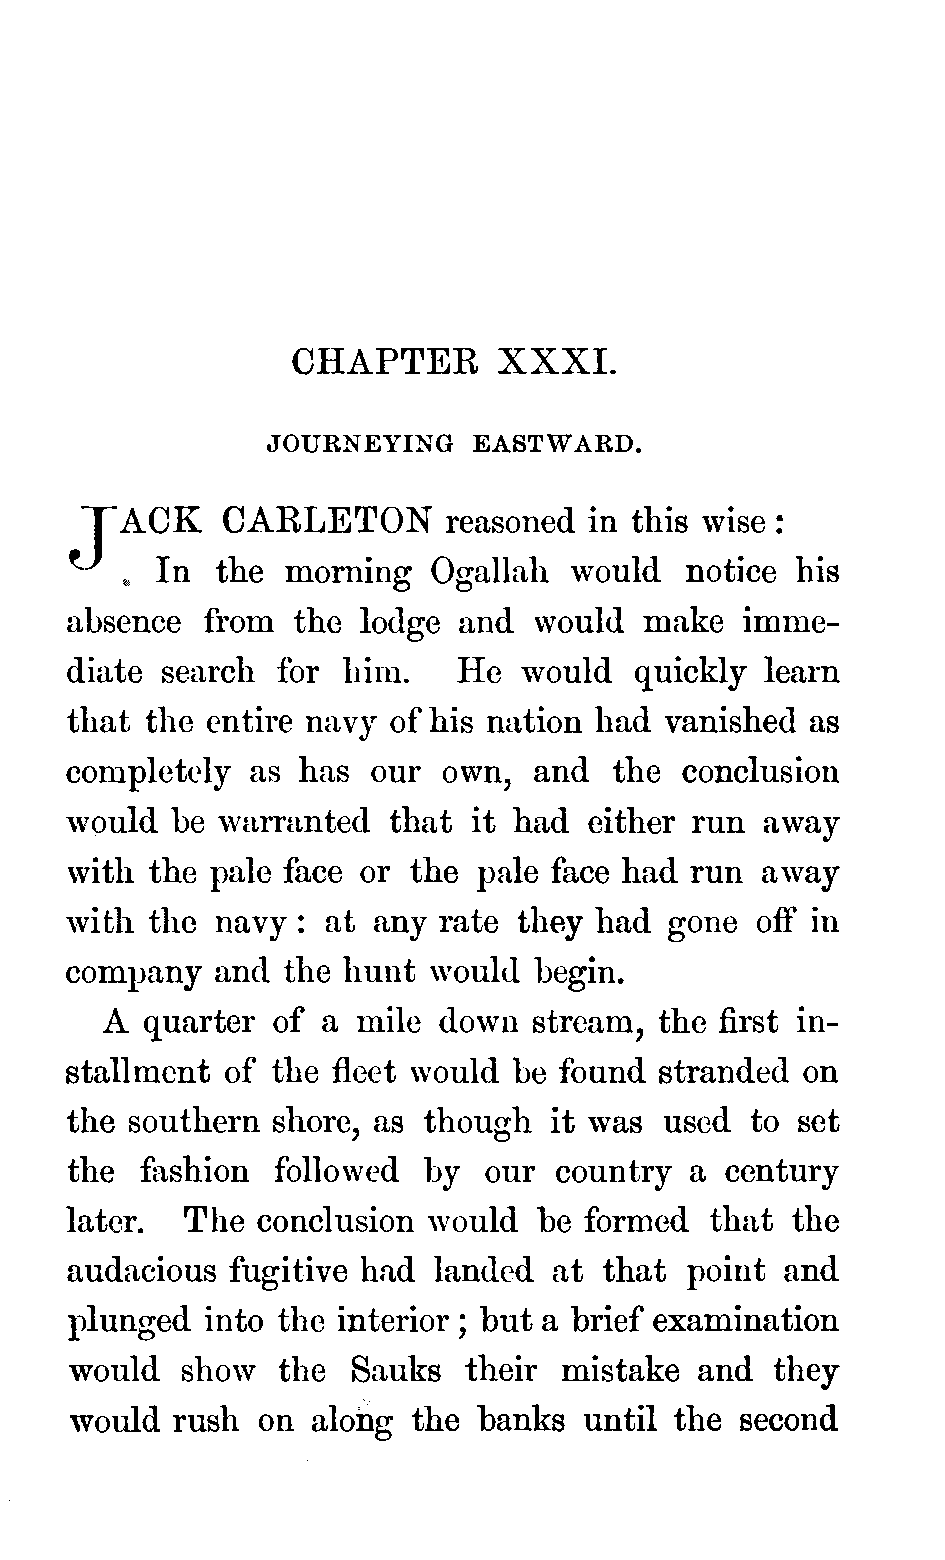 CHAPTER XXXI.
JOURNEYING EASTWARD.
JACK CARLETON reasoned in this wise:
In the morning Ogallah would notice his
absence from the lodge and would make imme-
diate search for him. He would quickly learn
that the entire navy of his nation had vanished as
completely as has our own, and the conclusion
would be warranted that it had either run away
with the pale face or the pale face had run away
with the navy: at any rate they had gone off in
company and the hunt would begin.
A quarter of a mile down stream, the first in-
stallment of the fleet would be found stranded on
the southern shore, as though it was used to set
the fashion followed by our country a century
later. The conclusion would be formed that the
audacious fugitive had landed at that point and
plunged into the interior; but a brief examination
would show the Sauks their mistake and they
would rush on along the banks until the second